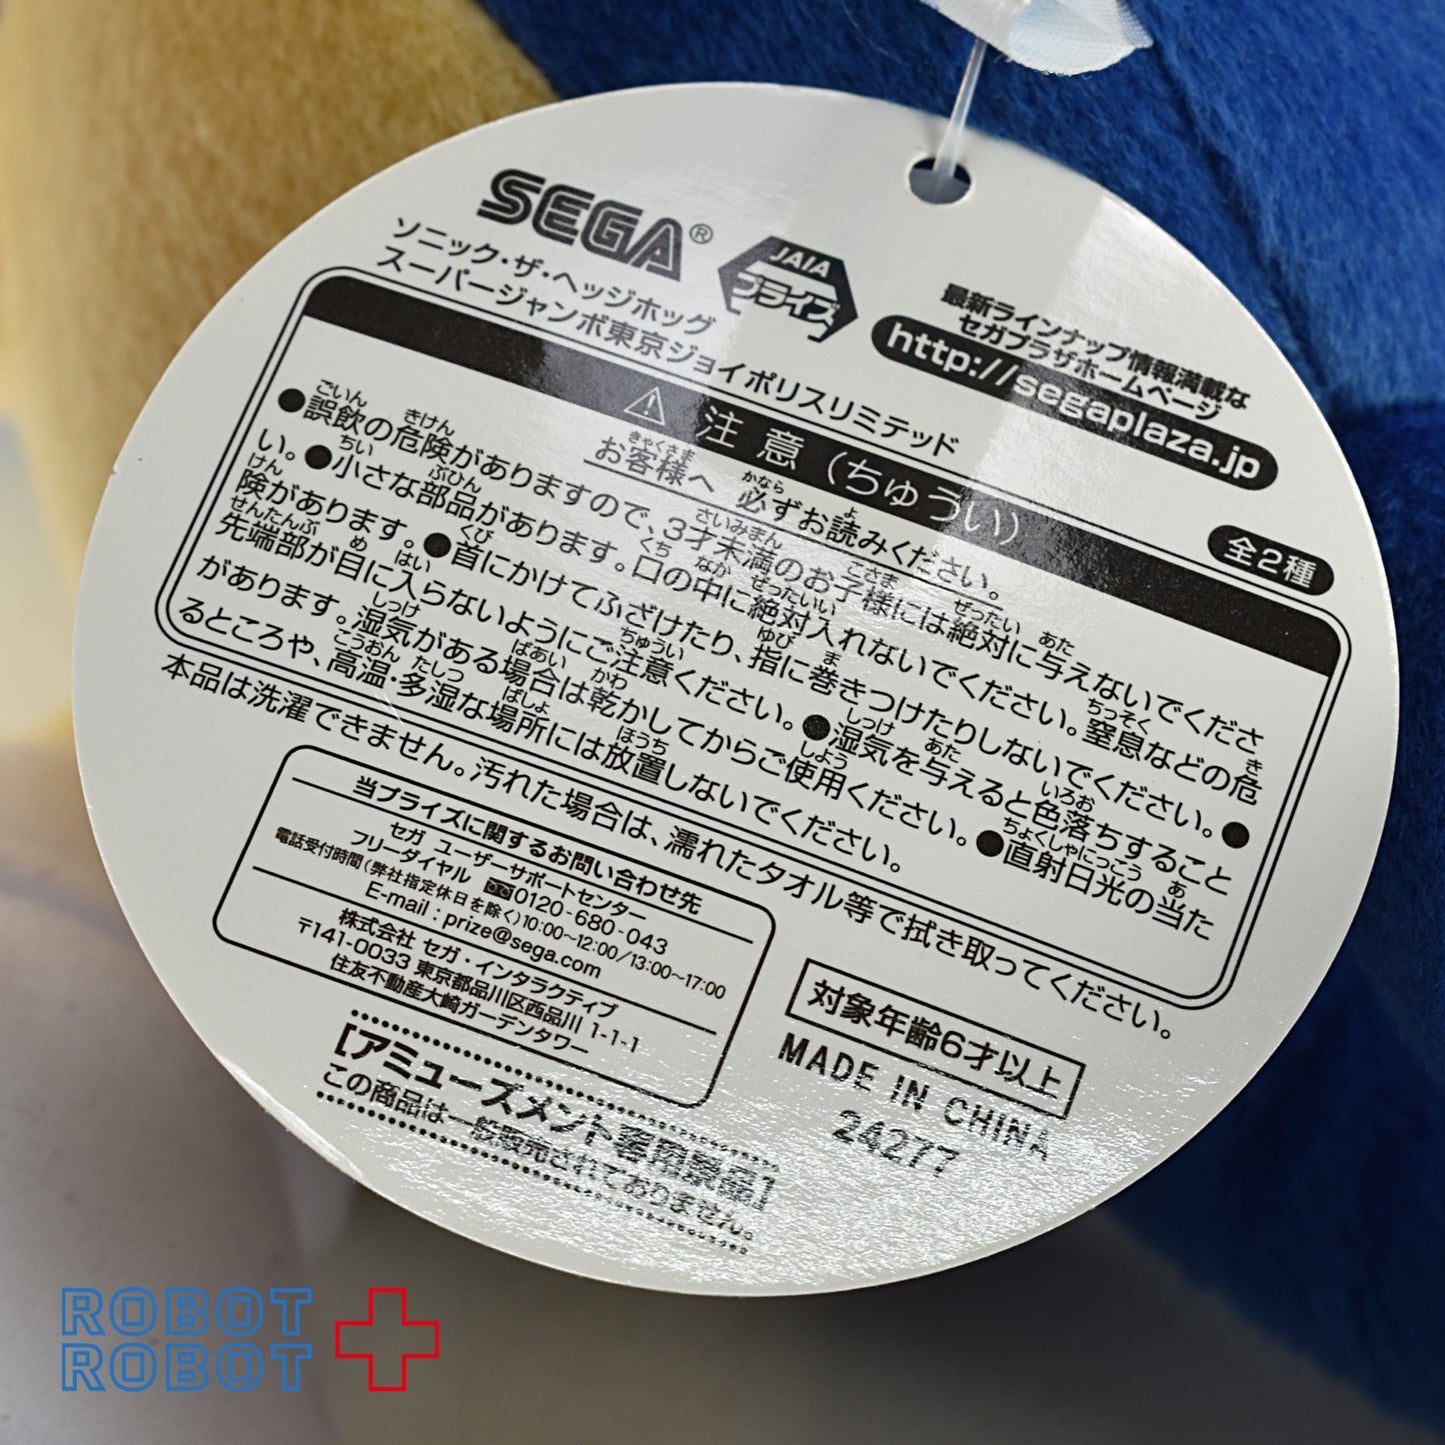 SEGA®
JAIA
プライズ
ソニック・ザ・ヘッジホッグ
スーパージャンボ東京ジョイポリスリミテッド
最新ラインナップ情報満載な
セガプラザホームページ
http://segaplaza.jp
全2種
⚠ 注意（ちゅうい）
お客様へ 必ずお読みください。
●誤飲の危険がありますので、3才未満のお子様には絶対に与えないでくださ
い。●小さな部品があります。口の中に絶対入れないでください。窒息などの危
険があります。●首にかけてふざけたり、指に巻きつけたりしないでください。●
先端部が目に入らないようにご注意ください。●湿気を与えると色落ちすること
があります。湿気がある場合は乾かしてからご使用ください。●直射日光の当た
るところや、高温・多湿な場所には放置しないでください。
本品は洗濯できません。汚れた場合は、濡れたタオル等で拭き取ってください。
当プライズに関するお問い合わせ先
セガ ユーザーサポートセンター
フリーダイヤル 0120-680-043
電話受付時間(弊社指定休日を除く)10:00〜12:00/13:00〜17:00
E-mail : prize@sega.com
株式会社 セガ・インタラクティブ
〒141-0033 東京都品川区西品川 1-1-1
住友不動産大崎ガーデンタワー
対象年齢6才以上
MADE IN CHINA
24277
[アミューズメント専用景品]
この商品は一般販売されておりません。
ROBOT
ROBOT